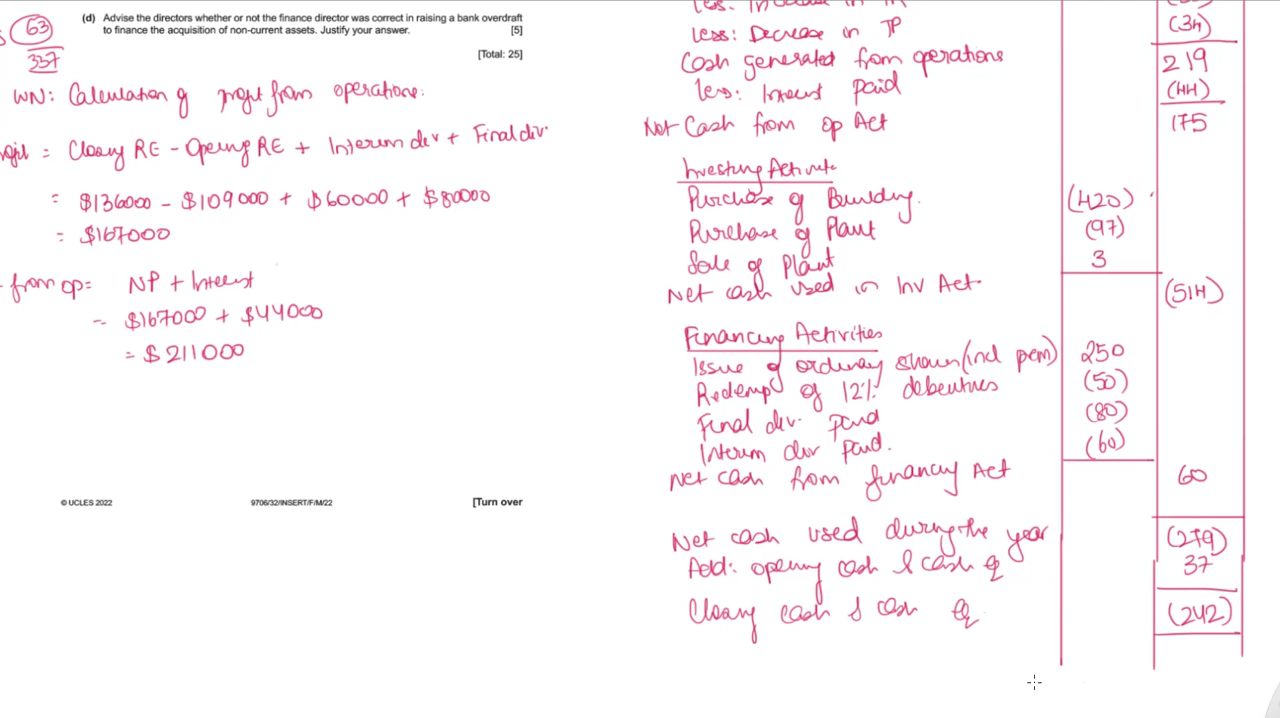 63
337
(d) Advise the directors whether or not the finance director was correct in raising a bank overdraft
to finance the acquisition of non-current assets. Justify your answer. [5]
[Total: 25]
WN: Calculation of profit from operations:
= Closing RE - Opening RE + Interim div + Final div.
= $136000 - $109000 + $60000 + $80000
= $167000
from op = NP + Interest
= $167000 + $44000
= $211000
© UCLES 2022 9706/32/INSERT/F/M/22 [Turn over
Less: Decrease in TP (34)
Cash generated from operations 219
Less: Interest paid (44)
Net Cash from op Act 175
Investing Activit
Purchase of Building. (420)
Purchase of Plant (97)
Sale of Plant 3
Net cash used in Inv Act. (514)
Financing Activities
Issue of ordinary shares (incl prem) 250
Redemp of 12% debentures (50)
Final div. Paid (80)
Interim div Paid. (60)
Net cash from financing Act 60
Net cash used during the year (279)
Add: opening cash & cash eq 37
Closing cash & cash eq (242)